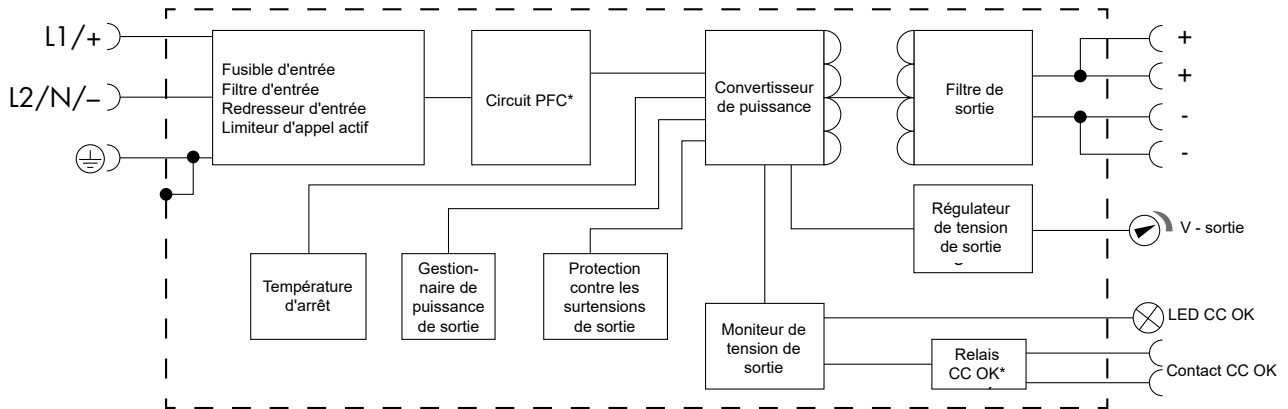 L1/+
L2/N/–
Fusible d'entrée
Filtre d'entrée
Redresseur d'entrée
Limiteur d'appel actif
Circuit PFC*
Convertisseur
de puissance
Filtre de
sortie
+
+
-
-
Température
d'arrêt
Gestion-
naire de
puissance
de sortie
Protection
contre les
surtensions
de sortie
Régulateur
de tension
de sortie
V - sortie
Moniteur de
tension de
sortie
Relais
CC OK*
LED CC OK
Contact CC OK